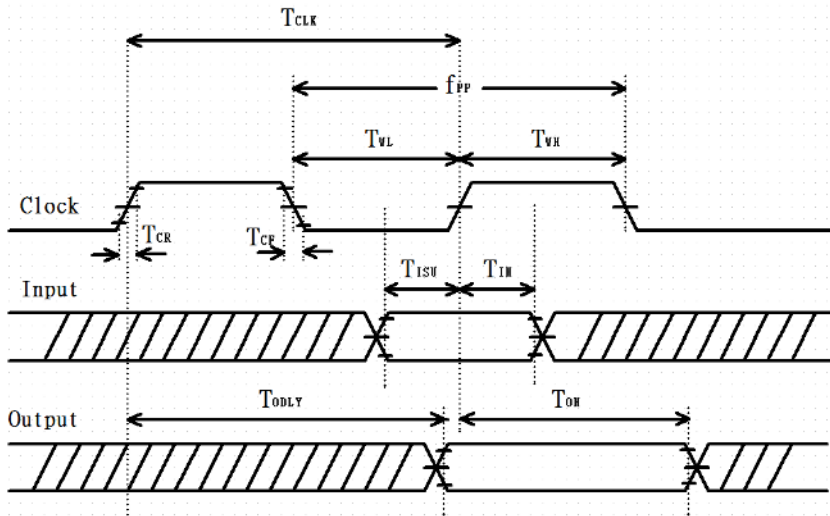 TCLK
fPP
TWL TWH
Clock
TCR TCF
TISU TIH
Input
TODLY TOH
Output